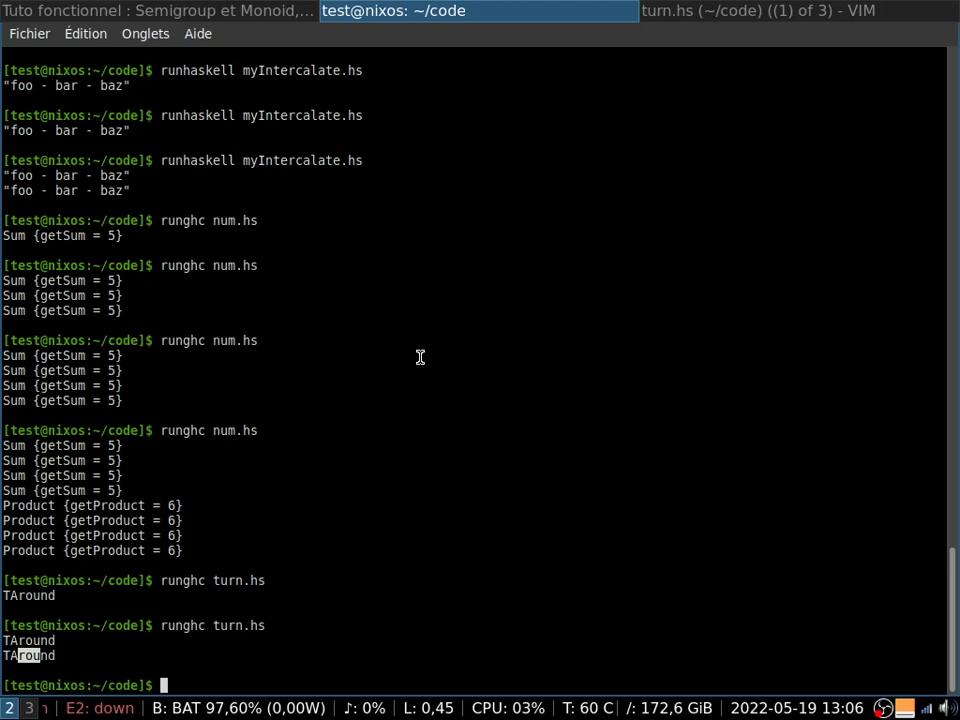 Tuto fonctionnel : Semigroup et Monoid,... test@nixos: ~/code turn.hs (~/code) ((1) of 3) - VIM
Fichier Édition Onglets Aide
[test@nixos:~/code]$ runhaskell myIntercalate.hs
"foo - bar - baz"
[test@nixos:~/code]$ runhaskell myIntercalate.hs
"foo - bar - baz"
[test@nixos:~/code]$ runhaskell myIntercalate.hs
"foo - bar - baz"
"foo - bar - baz"
[test@nixos:~/code]$ runghc num.hs
Sum {getSum = 5}
[test@nixos:~/code]$ runghc num.hs
Sum {getSum = 5}
Sum {getSum = 5}
Sum {getSum = 5}
[test@nixos:~/code]$ runghc num.hs
Sum {getSum = 5}
Sum {getSum = 5}
Sum {getSum = 5}
Sum {getSum = 5}
[test@nixos:~/code]$ runghc num.hs
Sum {getSum = 5}
Sum {getSum = 5}
Sum {getSum = 5}
Sum {getSum = 5}
Product {getProduct = 6}
Product {getProduct = 6}
Product {getProduct = 6}
Product {getProduct = 6}
[test@nixos:~/code]$ runghc turn.hs
TAround
[test@nixos:~/code]$ runghc turn.hs
TAround
TAround
[test@nixos:~/code]$
2 3 | E2: down | B: BAT 97,60% (0,00W) | ♪: 0% | L: 0,45 | CPU: 03% | T: 60 C | /: 172,6 GiB | 2022-05-19 13:06